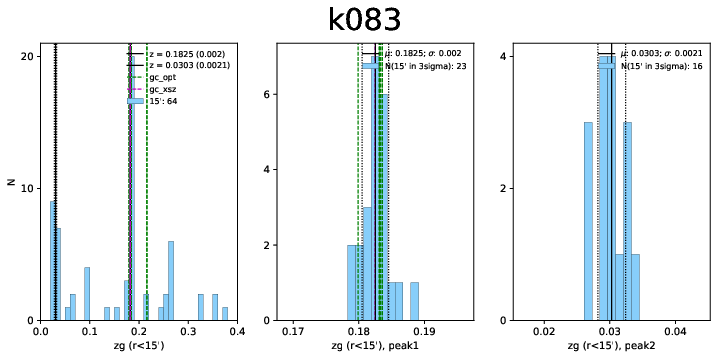 k083
z = 0.1825 (0.002)
z = 0.0303 (0.0021)
gc_opt
gc_xsz
15': 64
N
20
10
0
0.0 0.1 0.2 0.3 0.4
zg (r<15')
μ: 0.1825; σ: 0.002
N(15' in 3sigma): 23
6
4
2
0
0.17 0.18 0.19
zg (r<15'), peak1
μ: 0.0303; σ: 0.0021
N(15' in 3sigma): 16
4
2
0
0.02 0.03 0.04
zg (r<15'), peak2